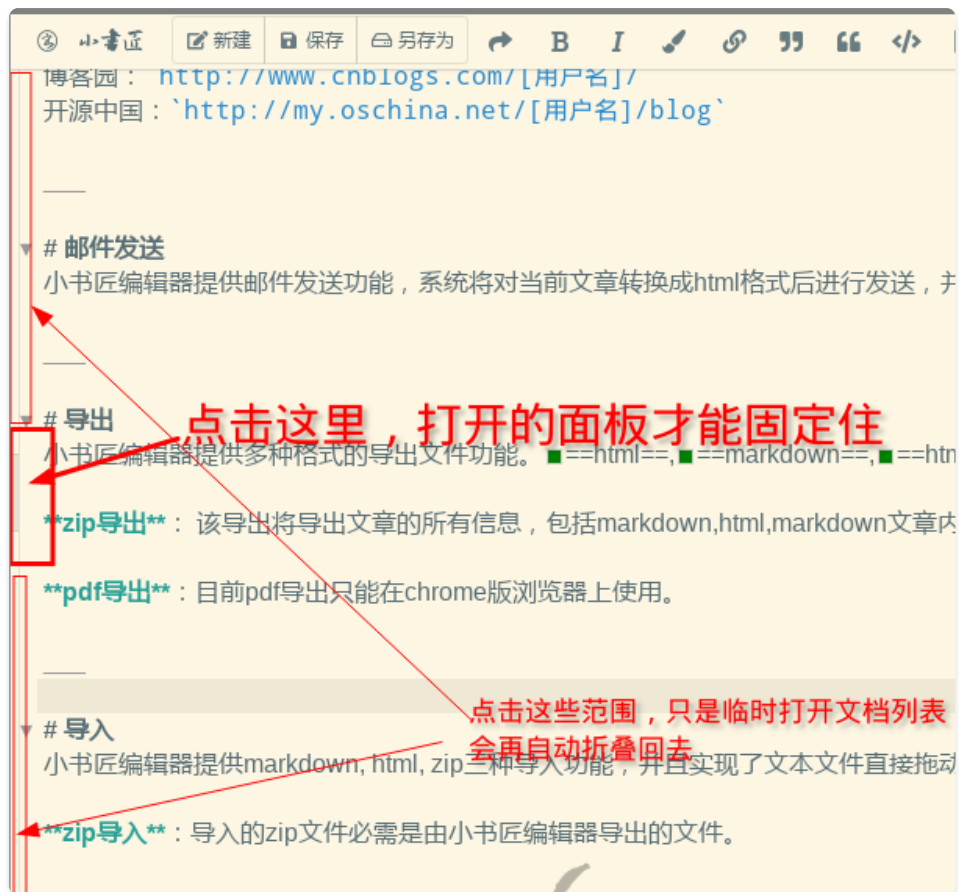 小書匠 新建 保存 另存为 B I </>
博客园：`http://www.cnblogs.com/[用户名]/
开源中国：`http://my.oschina.net/[用户名]/blog`
# 邮件发送
小书匠编辑器提供邮件发送功能，系统将对当前文章转换成html格式后进行发送，并
# 导出
点击这里，打开的面板才能固定住
小书匠编辑器提供多种格式的导出文件功能。==html==,==markdown==,==htm
**zip导出**： 该导出将导出文章的所有信息，包括markdown,html,markdown文章内
**pdf导出**：目前pdf导出只能在chrome版浏览器上使用。
点击这些范围，只是临时打开文档列表
会再自动折叠回去
# 导入
小书匠编辑器提供markdown, html, zip三种导入功能，并且实现了文本文件直接拖动
**zip导入**：导入的zip文件必需是由小书匠编辑器导出的文件。